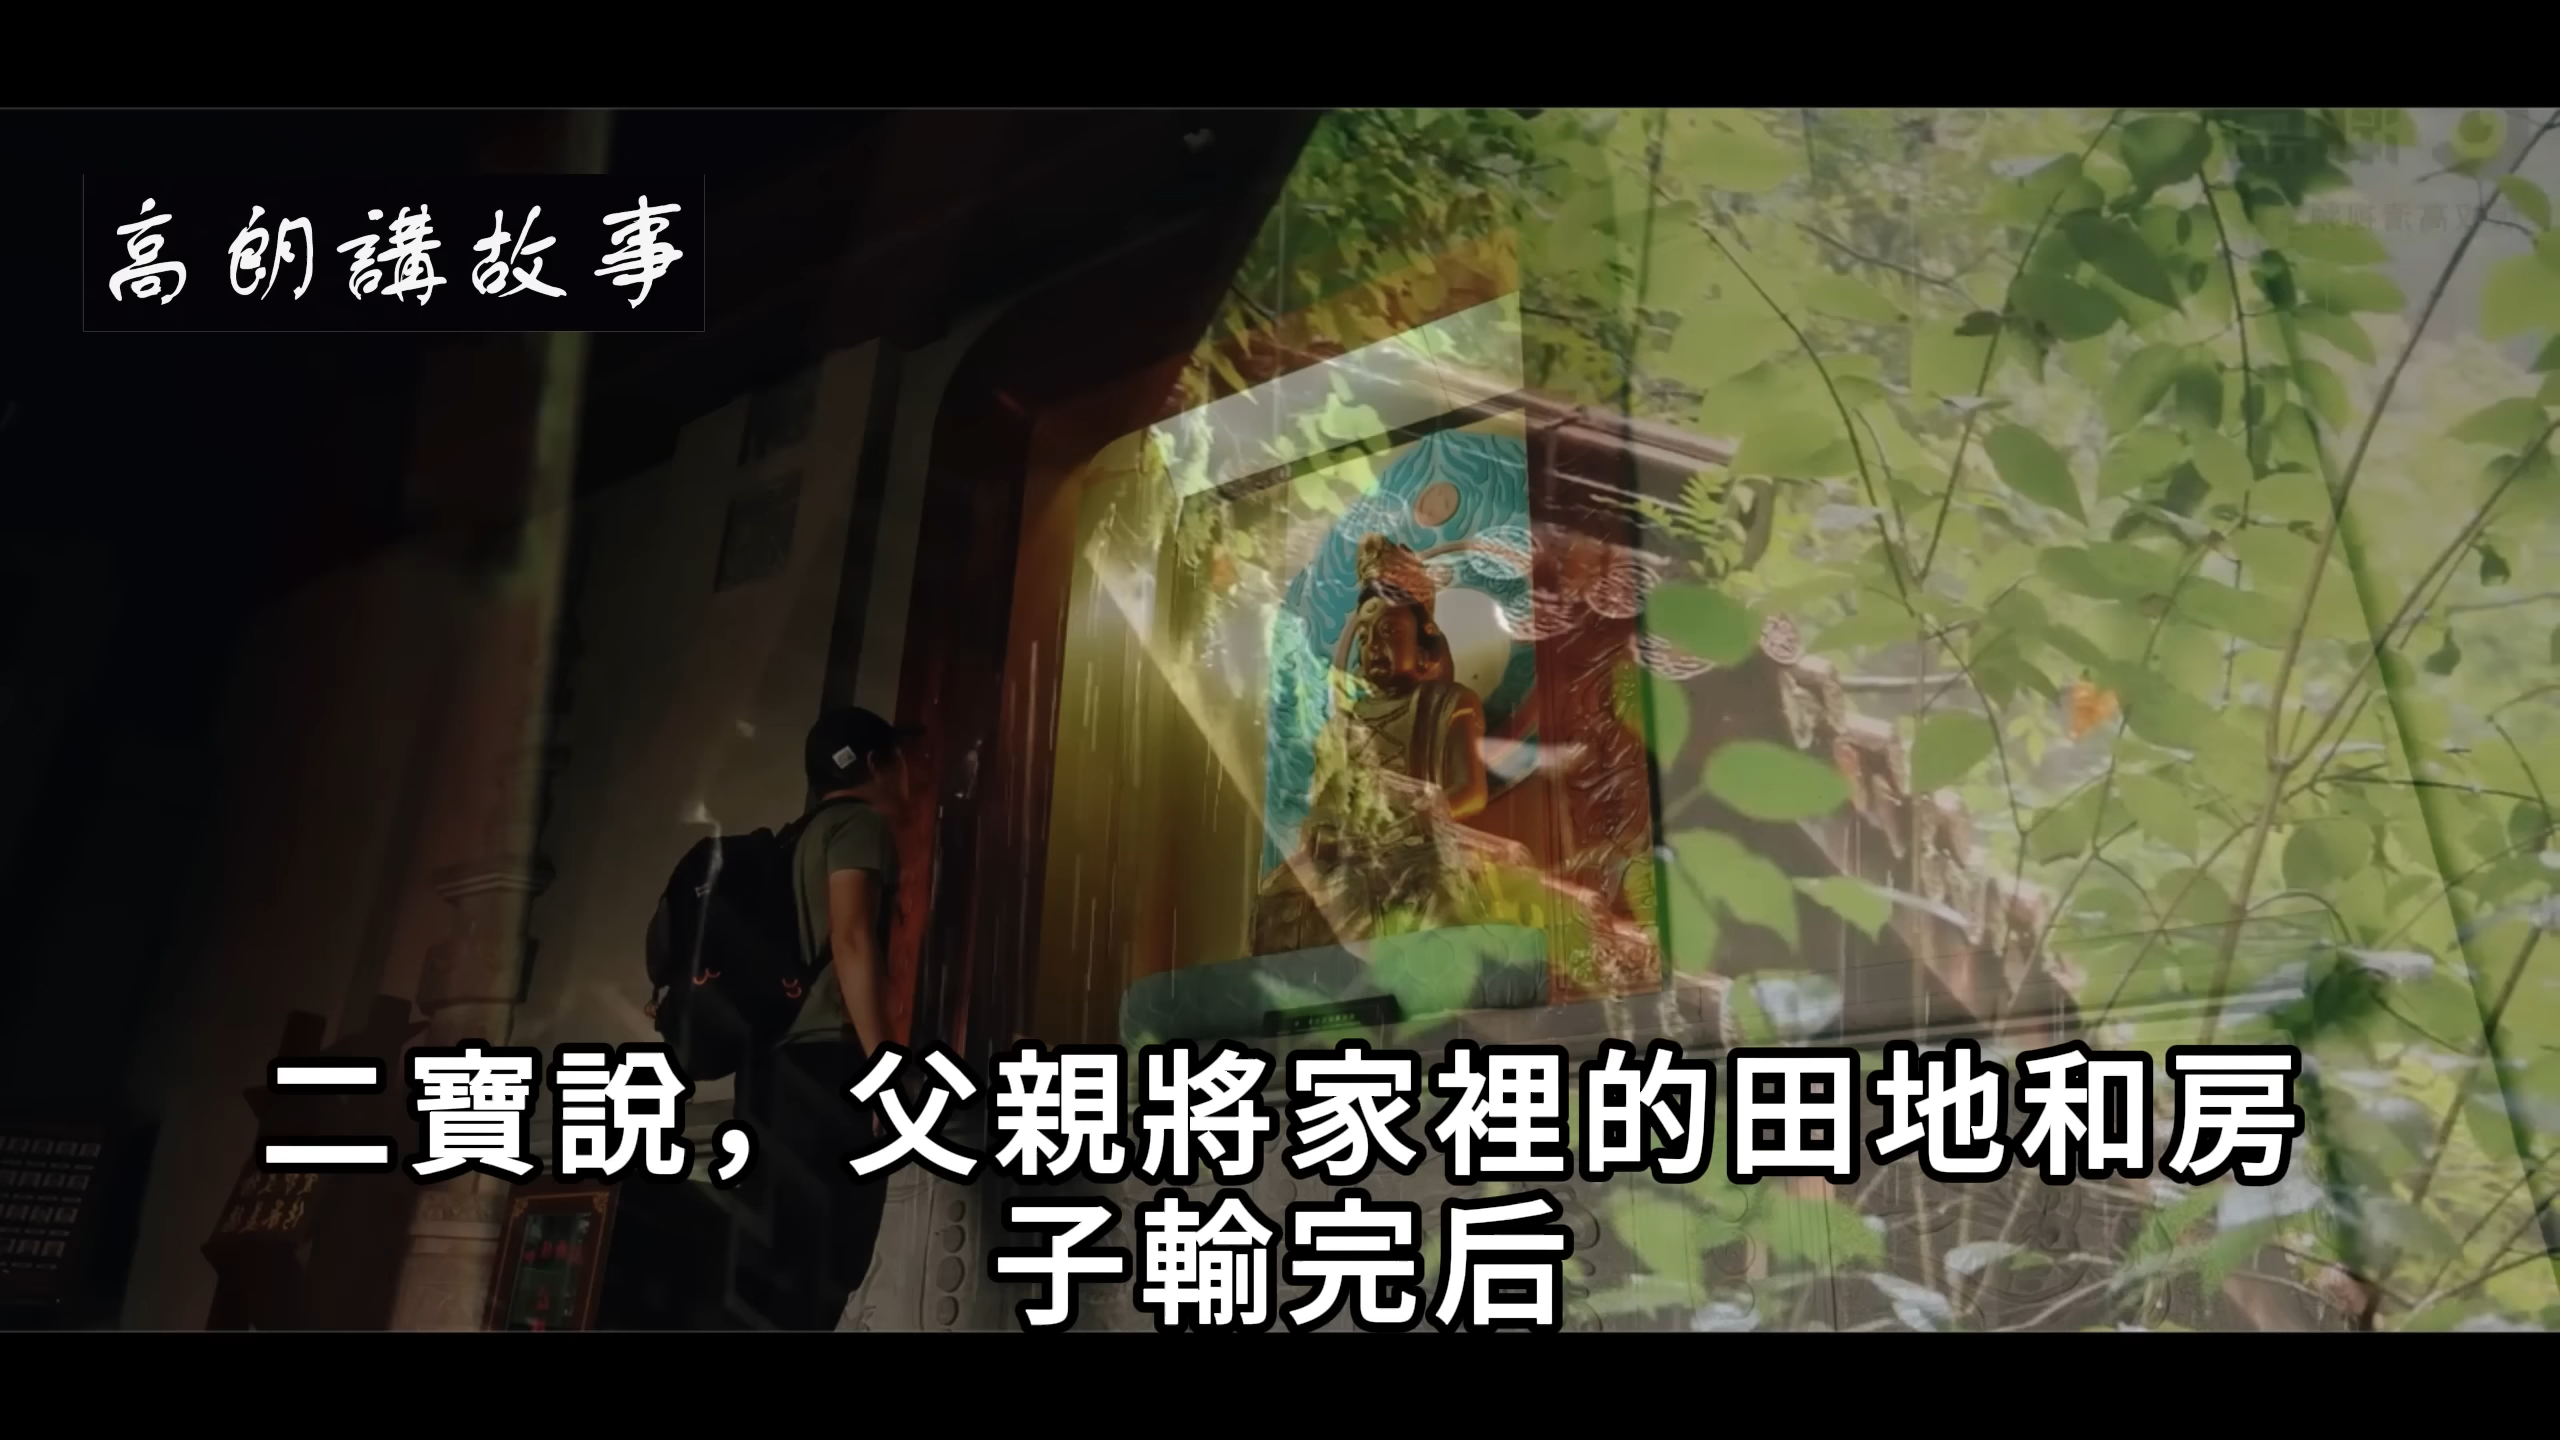 高朗講故事
二寶說，父親將家裡的田地和房
子輸完后